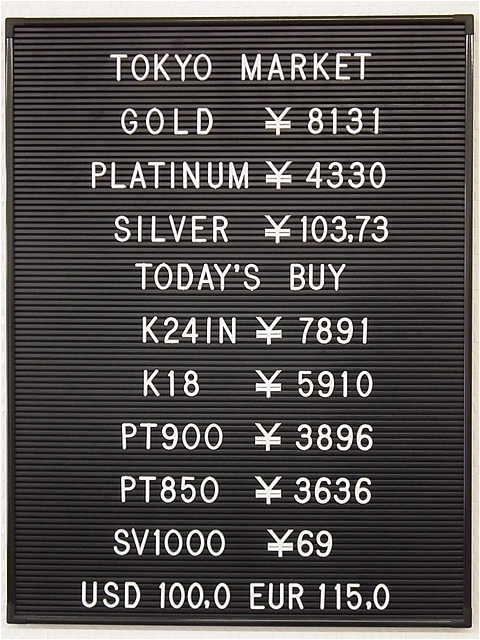 TOKYO MARKET
GOLD ¥ 8131
PLATINUM ¥ 4330
SILVER ¥103,73
TODAY'S BUY
K24IN ¥ 7891
K18 ¥ 5910
PT900 ¥ 3896
PT850 ¥ 3636
SV1000 ¥69
USD 100.0 EUR 115.0